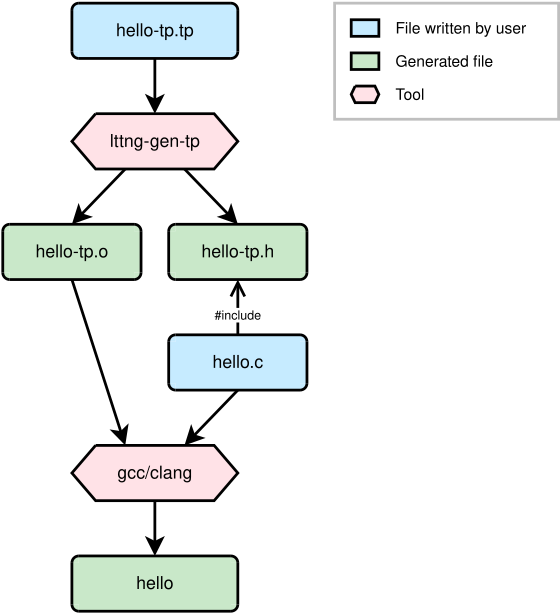 hello-tp.tp
File written by user
Generated file
Tool
lttng-gen-tp
hello-tp.o
hello-tp.h
#include
hello.c
gcc/clang
hello